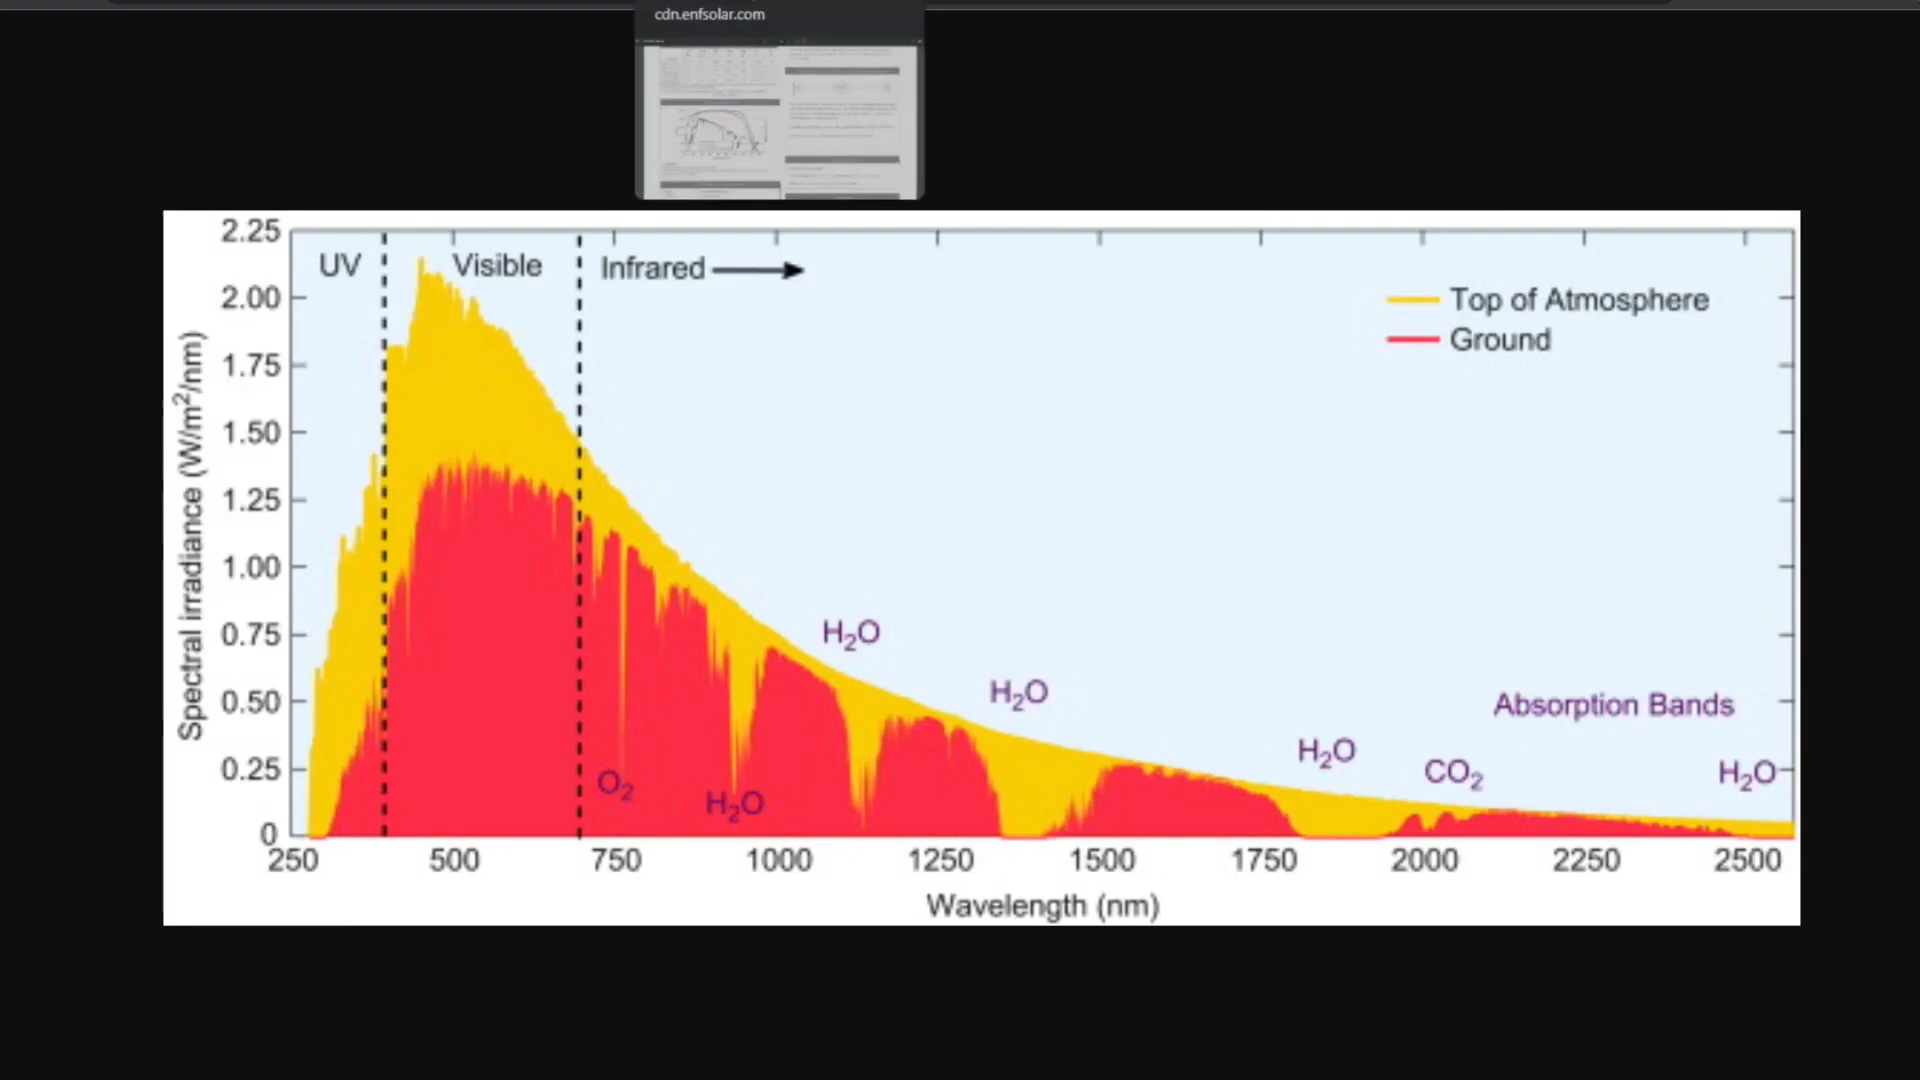 cdn.enfsolar.com
2.25
2.00
1.75
1.50
1.25
1.00
0.75
0.50
0.25
0
Spectral irradiance (W/m²/nm)
UV
Visible
Infrared
Top of Atmosphere
Ground
H₂O
H₂O
Absorption Bands
H₂O
CO₂
H₂O
O₂
H₂O
250 500 750 1000 1250 1500 1750 2000 2250 2500
Wavelength (nm)